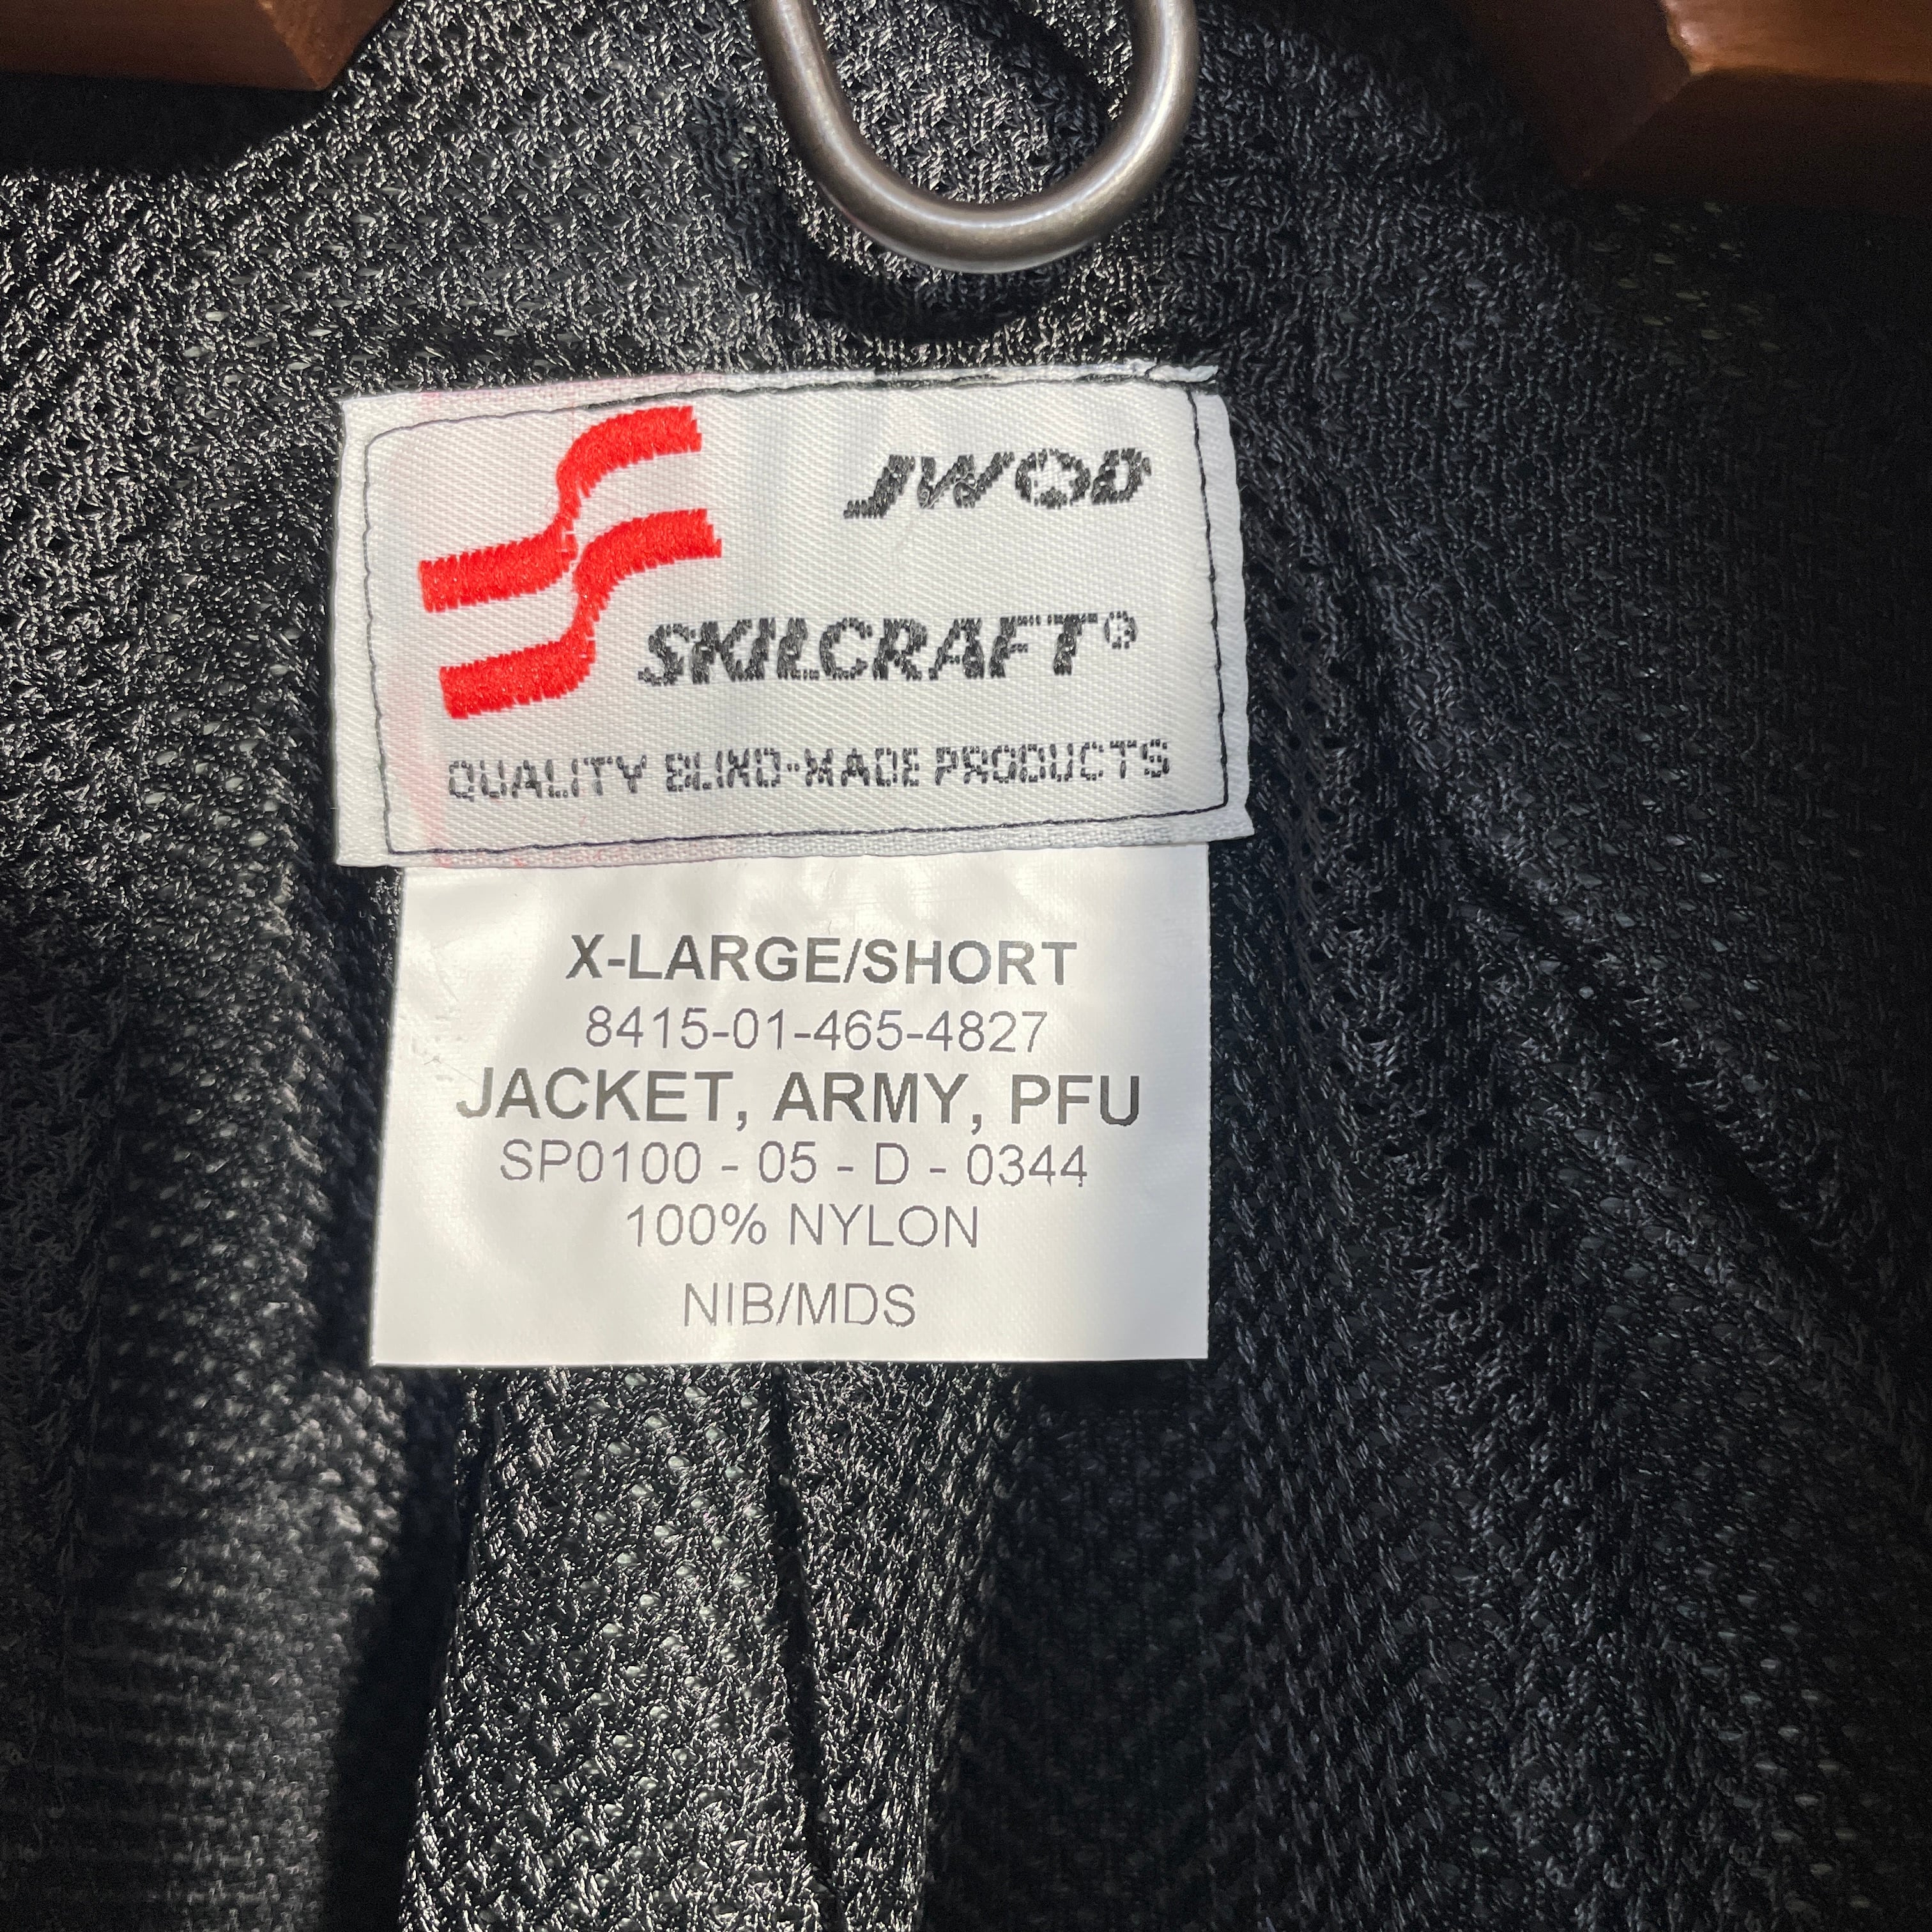 JWOD
SKILCRAFT®
QUALITY BLIND-MADE PRODUCTS
X-LARGE/SHORT
8415-01-465-4827
JACKET, ARMY, PFU
SP0100 - 05 - D - 0344
100% NYLON
NIB/MDS